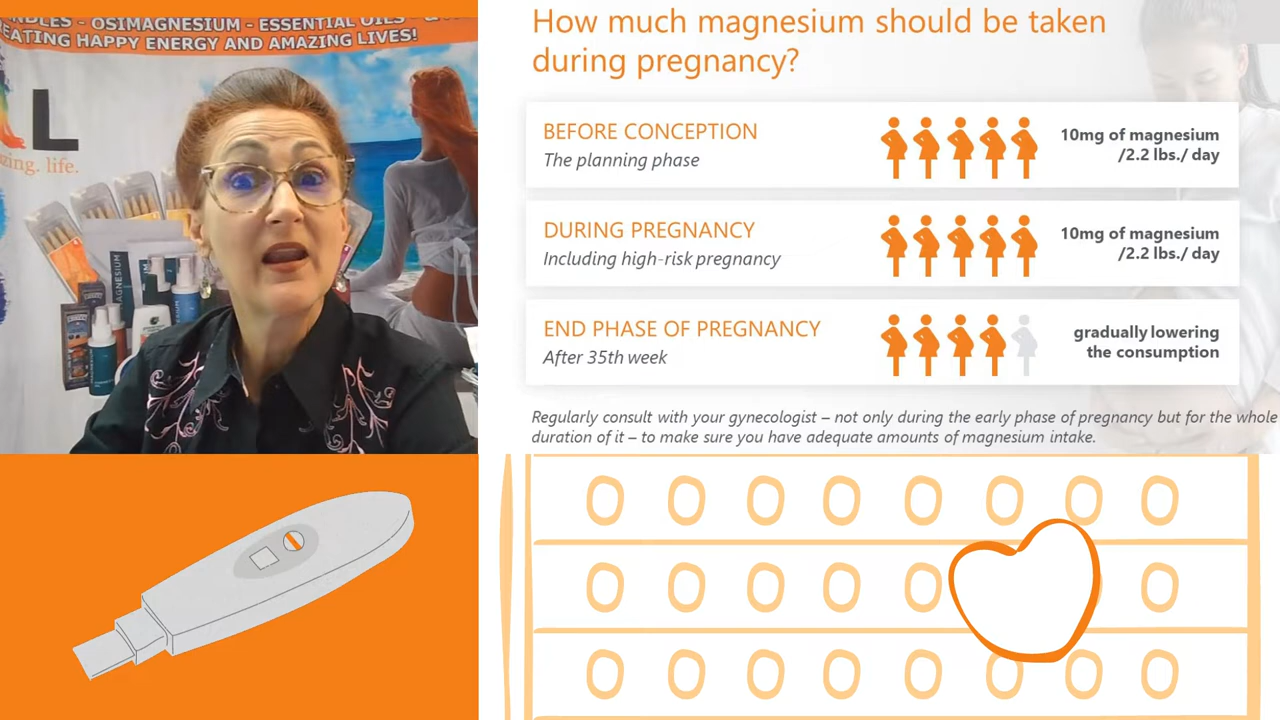 - OSIMAGNESIUM - ESSENTIAL OILS -
EATING HAPPY ENERGY AND AMAZING LIVES!
L
zing. life.
MAGNESIUM
How much magnesium should be taken
during pregnancy?
BEFORE CONCEPTION
The planning phase
10mg of magnesium
/2.2 lbs./ day
DURING PREGNANCY
Including high-risk pregnancy
10mg of magnesium
/2.2 lbs./ day
END PHASE OF PREGNANCY
After 35th week
gradually lowering
the consumption
Regularly consult with your gynecologist – not only during the early phase of pregnancy but for the whole
duration of it – to make sure you have adequate amounts of magnesium intake.